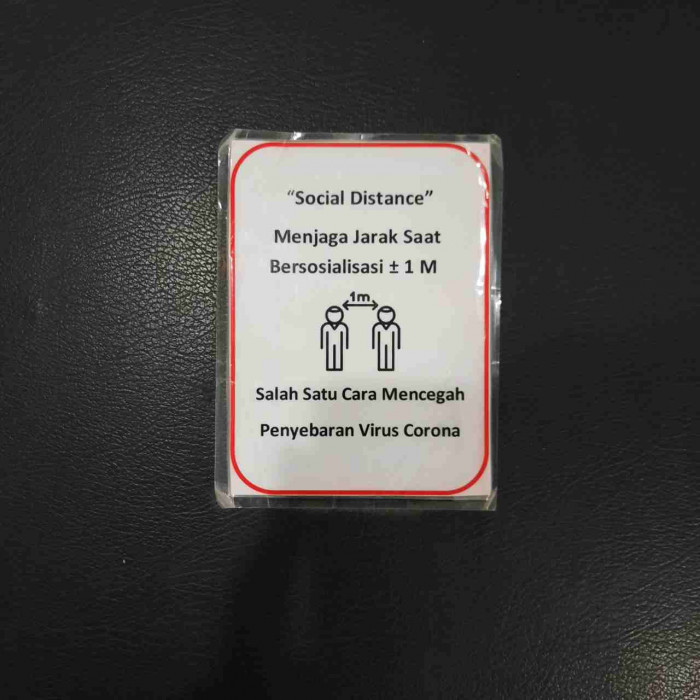 “Social Distance”
Menjaga Jarak Saat
Bersosialisasi ± 1 M
1m
Salah Satu Cara Mencegah
Penyebaran Virus Corona